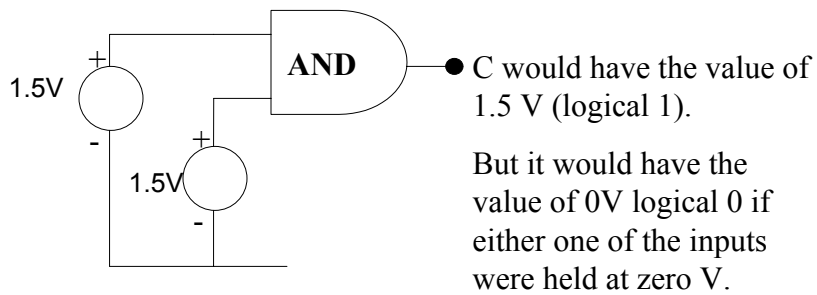 +
AND
1.5V
-
+
1.5V
-
C would have the value of
1.5 V (logical 1).
But it would have the
value of 0V logical 0 if
either one of the inputs
were held at zero V.